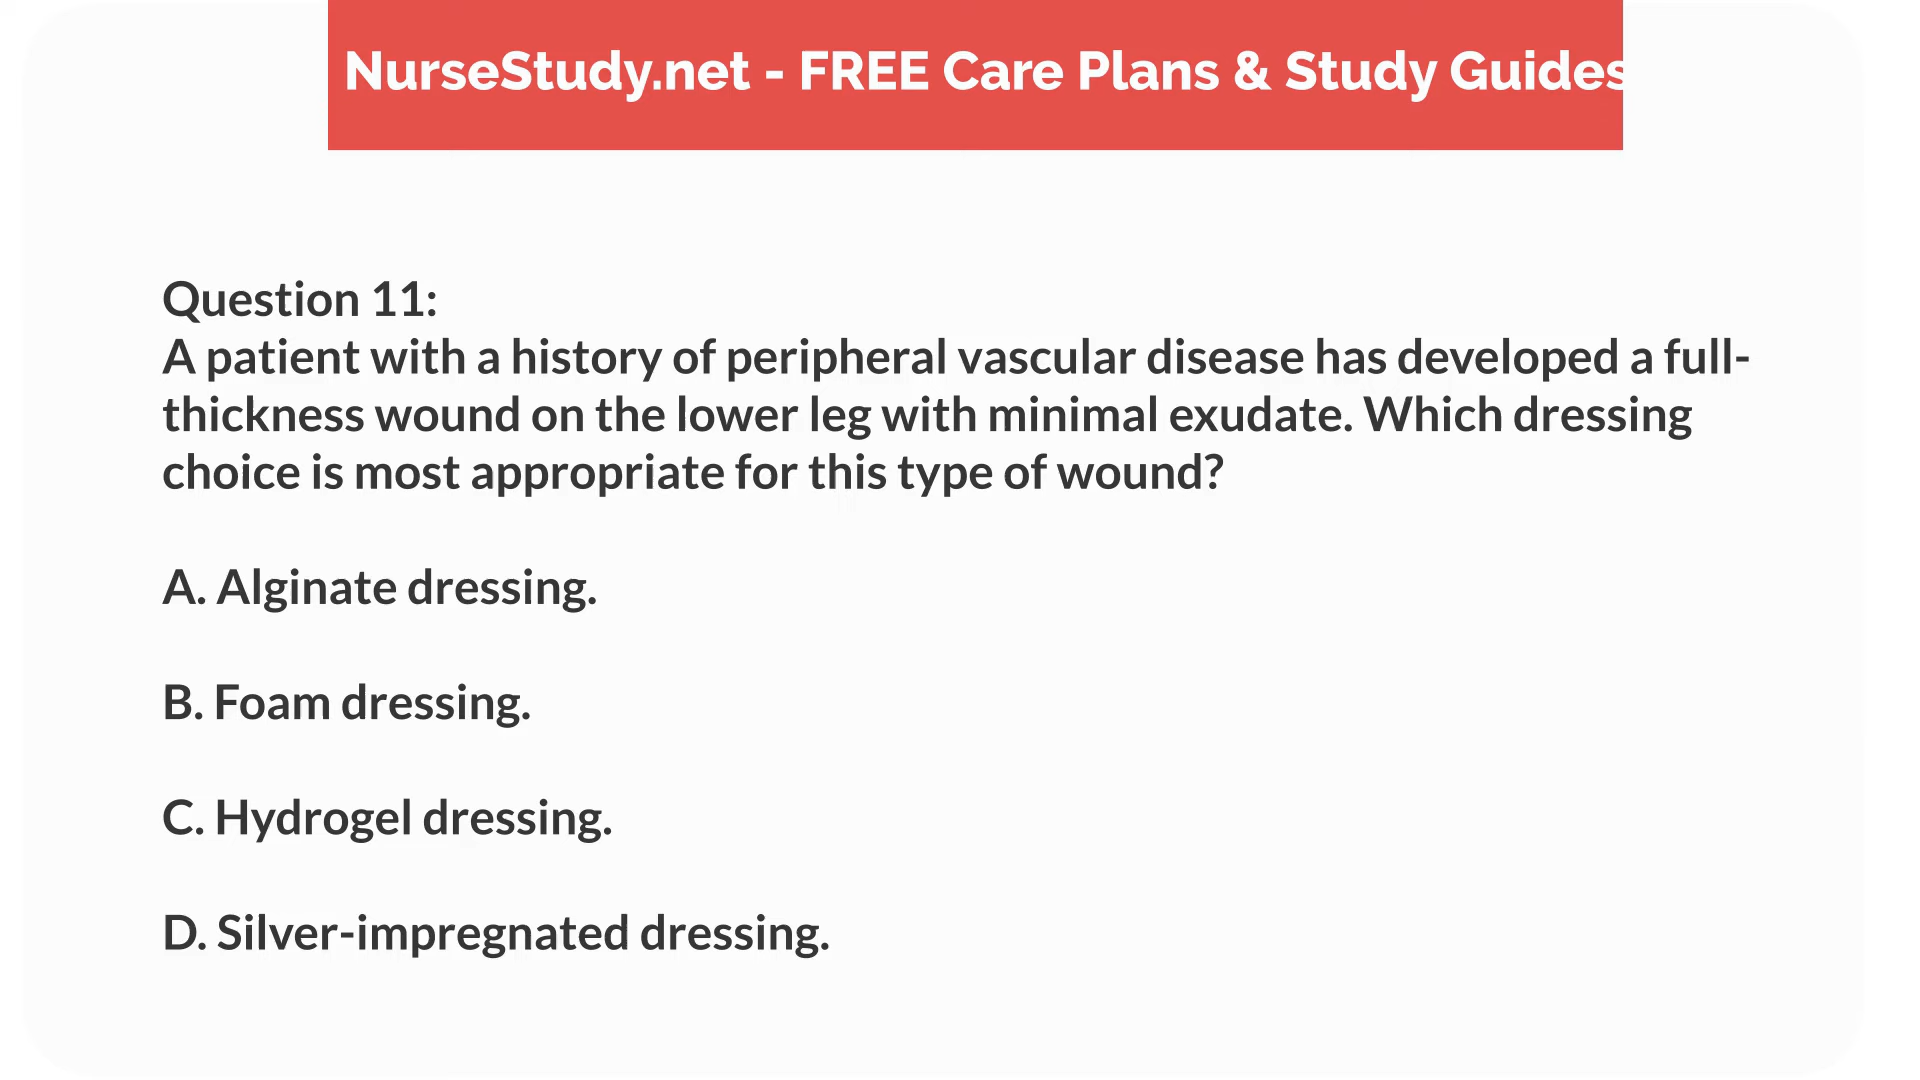 NurseStudy.net - FREE Care Plans & Study Guides
Question 11:
A patient with a history of peripheral vascular disease has developed a full-
thickness wound on the lower leg with minimal exudate. Which dressing
choice is most appropriate for this type of wound?
A. Alginate dressing.
B. Foam dressing.
C. Hydrogel dressing.
D. Silver-impregnated dressing.